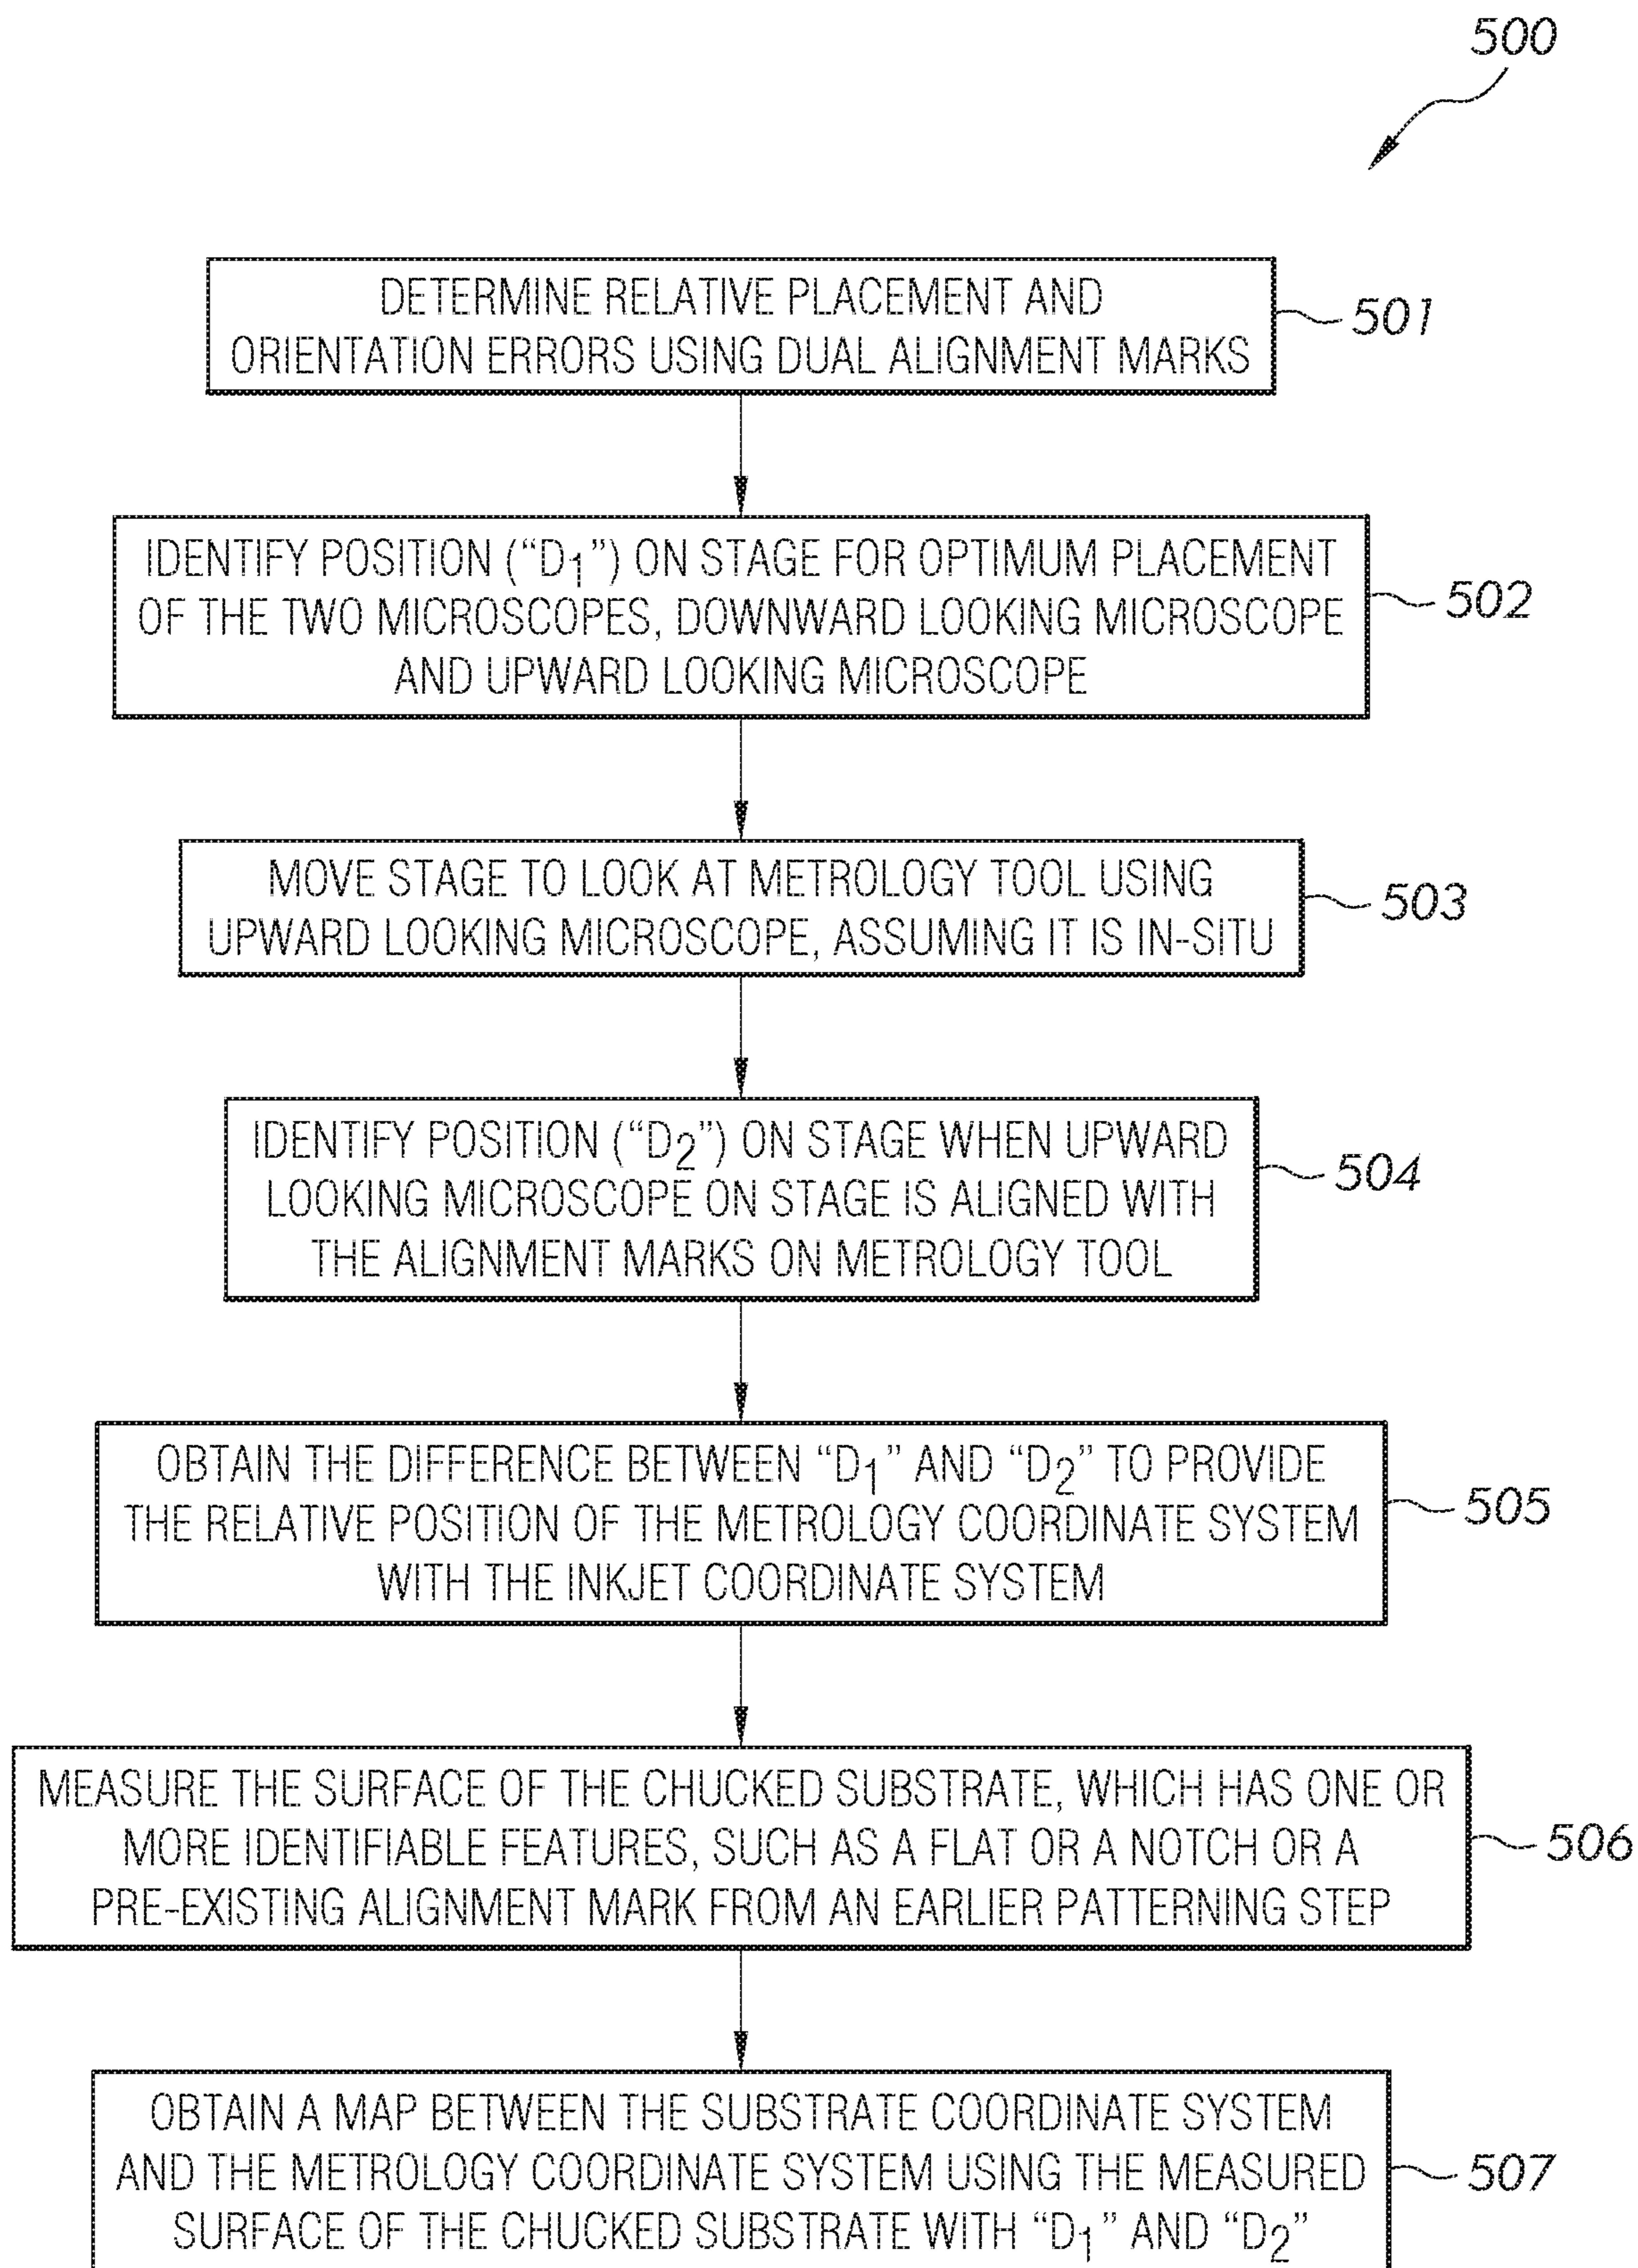 500
DETERMINE RELATIVE PLACEMENT AND
ORIENTATION ERRORS USING DUAL ALIGNMENT MARKS
501
IDENTIFY POSITION (“D1”) ON STAGE FOR OPTIMUM PLACEMENT
OF THE TWO MICROSCOPES, DOWNWARD LOOKING MICROSCOPE
AND UPWARD LOOKING MICROSCOPE
502
MOVE STAGE TO LOOK AT METROLOGY TOOL USING
UPWARD LOOKING MICROSCOPE, ASSUMING IT IS IN-SITU
503
IDENTIFY POSITION (“D2”) ON STAGE WHEN UPWARD
LOOKING MICROSCOPE ON STAGE IS ALIGNED WITH
THE ALIGNMENT MARKS ON METROLOGY TOOL
504
OBTAIN THE DIFFERENCE BETWEEN “D1” AND “D2” TO PROVIDE
THE RELATIVE POSITION OF THE METROLOGY COORDINATE SYSTEM
WITH THE INKJET COORDINATE SYSTEM
505
MEASURE THE SURFACE OF THE CHUCKED SUBSTRATE, WHICH HAS ONE OR
MORE IDENTIFIABLE FEATURES, SUCH AS A FLAT OR A NOTCH OR A
PRE-EXISTING ALIGNMENT MARK FROM AN EARLIER PATTERNING STEP
506
OBTAIN A MAP BETWEEN THE SUBSTRATE COORDINATE SYSTEM
AND THE METROLOGY COORDINATE SYSTEM USING THE MEASURED
SURFACE OF THE CHUCKED SUBSTRATE WITH “D1” AND “D2”
507